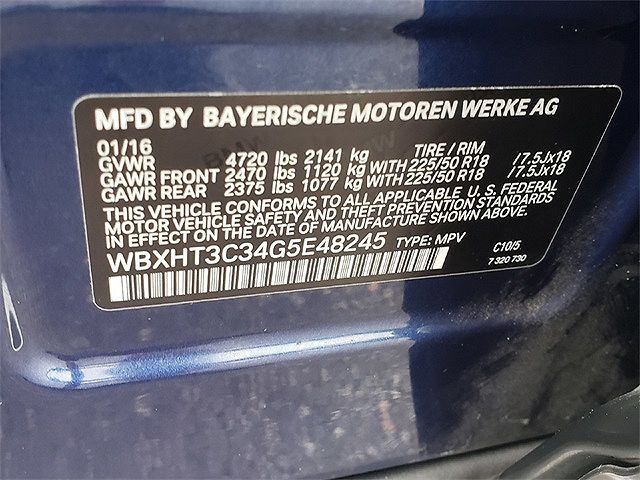 MFD BY BAYERISCHE MOTOREN WERKE AG
01/16 TIRE / RIM
GVWR 4720 lbs 2141 kg
GAWR FRONT 2470 lbs 1120 kg WITH 225/50 R18 /7.5Jx18
GAWR REAR 2375 lbs 1077 kg WITH 225/50 R18 /7.5Jx18
THIS VEHICLE CONFORMS TO ALL APPLICABLE U. S. FEDERAL
MOTOR VEHICLE SAFETY AND THEFT PREVENTION STANDARDS
IN EFFECT ON THE DATE OF MANUFACTURE SHOWN ABOVE.
WBXHT3C34G5E48245 TYPE: MPV C10/5
7 320 730